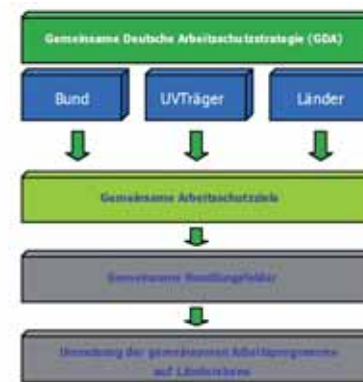 Gemeinsame Deutsche Arbeitsschutzstrategie (GDA)
Bund
UVTräger
Länder
Gemeinsame Arbeitsschutzziele
Gemeinsame Handlungsfelder
Umsetzung der gemeinsamen Arbeitsprogramme
auf Länderebene